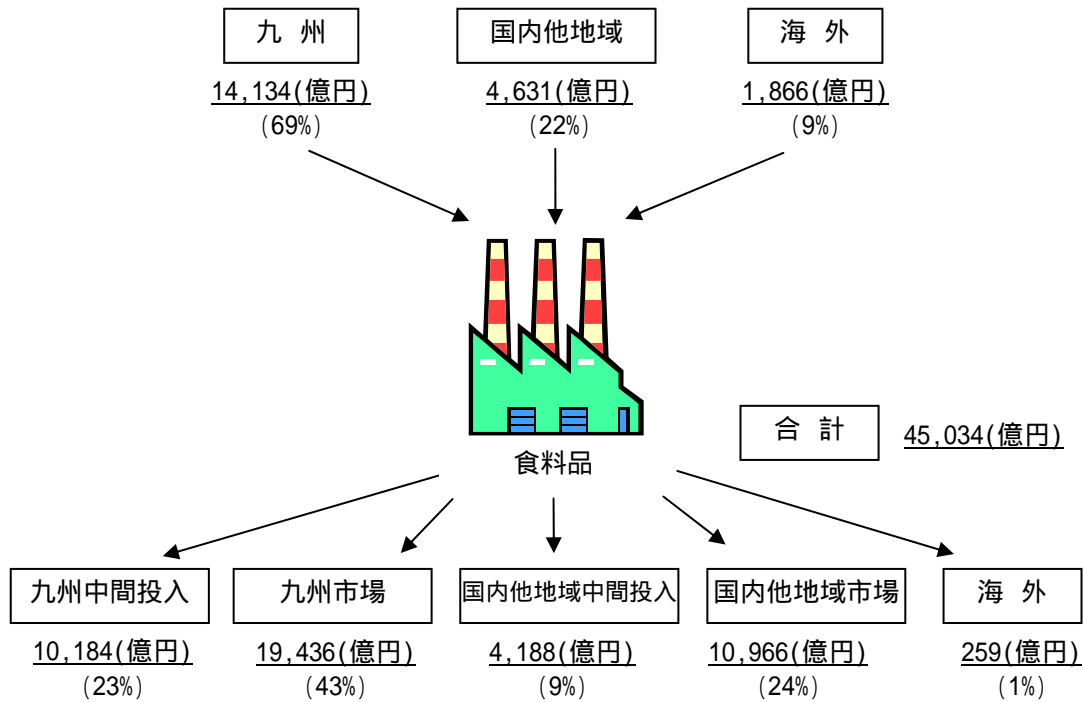 九 州 国内他地域 海 外
14,134(億円) 4,631(億円) 1,866(億円)
(69%) (22%) (9%)
合 計 45,034(億円)
食料品
九州中間投入 九州市場 国内他地域中間投入 国内他地域市場 海 外
10,184(億円) 19,436(億円) 4,188(億円) 10,966(億円) 259(億円)
(23%) (43%) (9%) (24%) (1%)